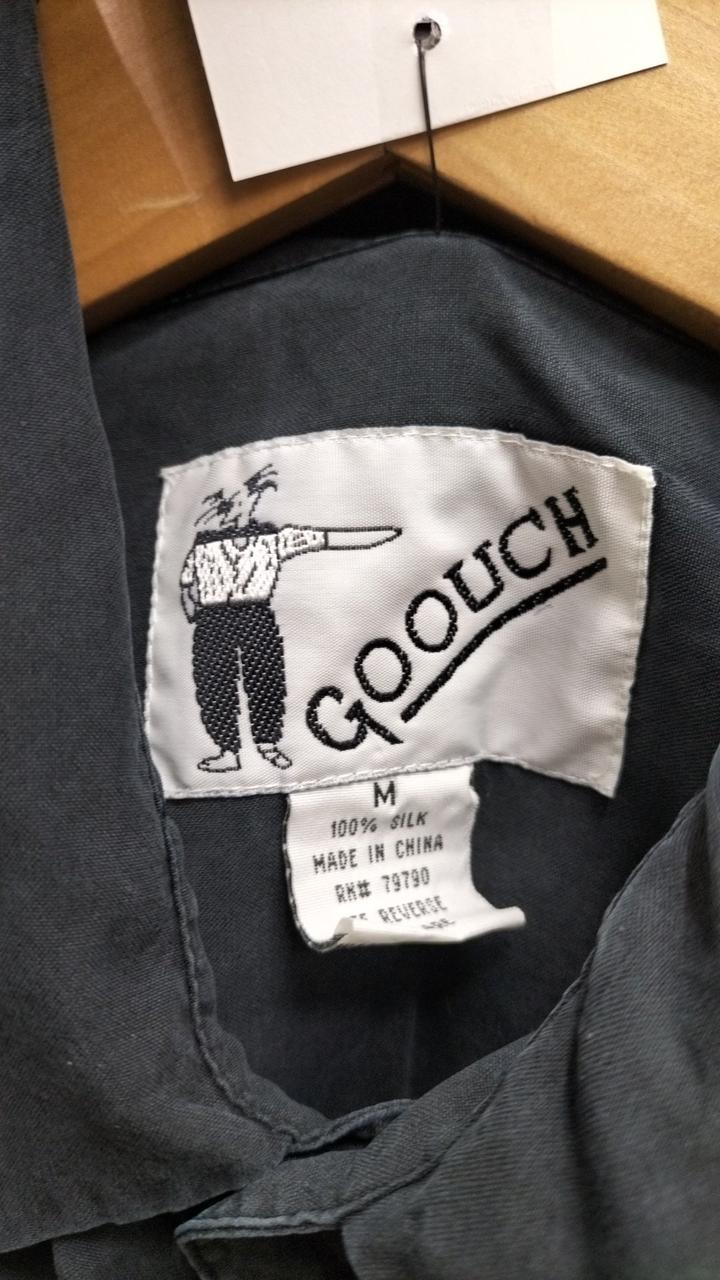 GOOUCH
M
100% SILK
MADE IN CHINA
RN# 79790
REVERSE